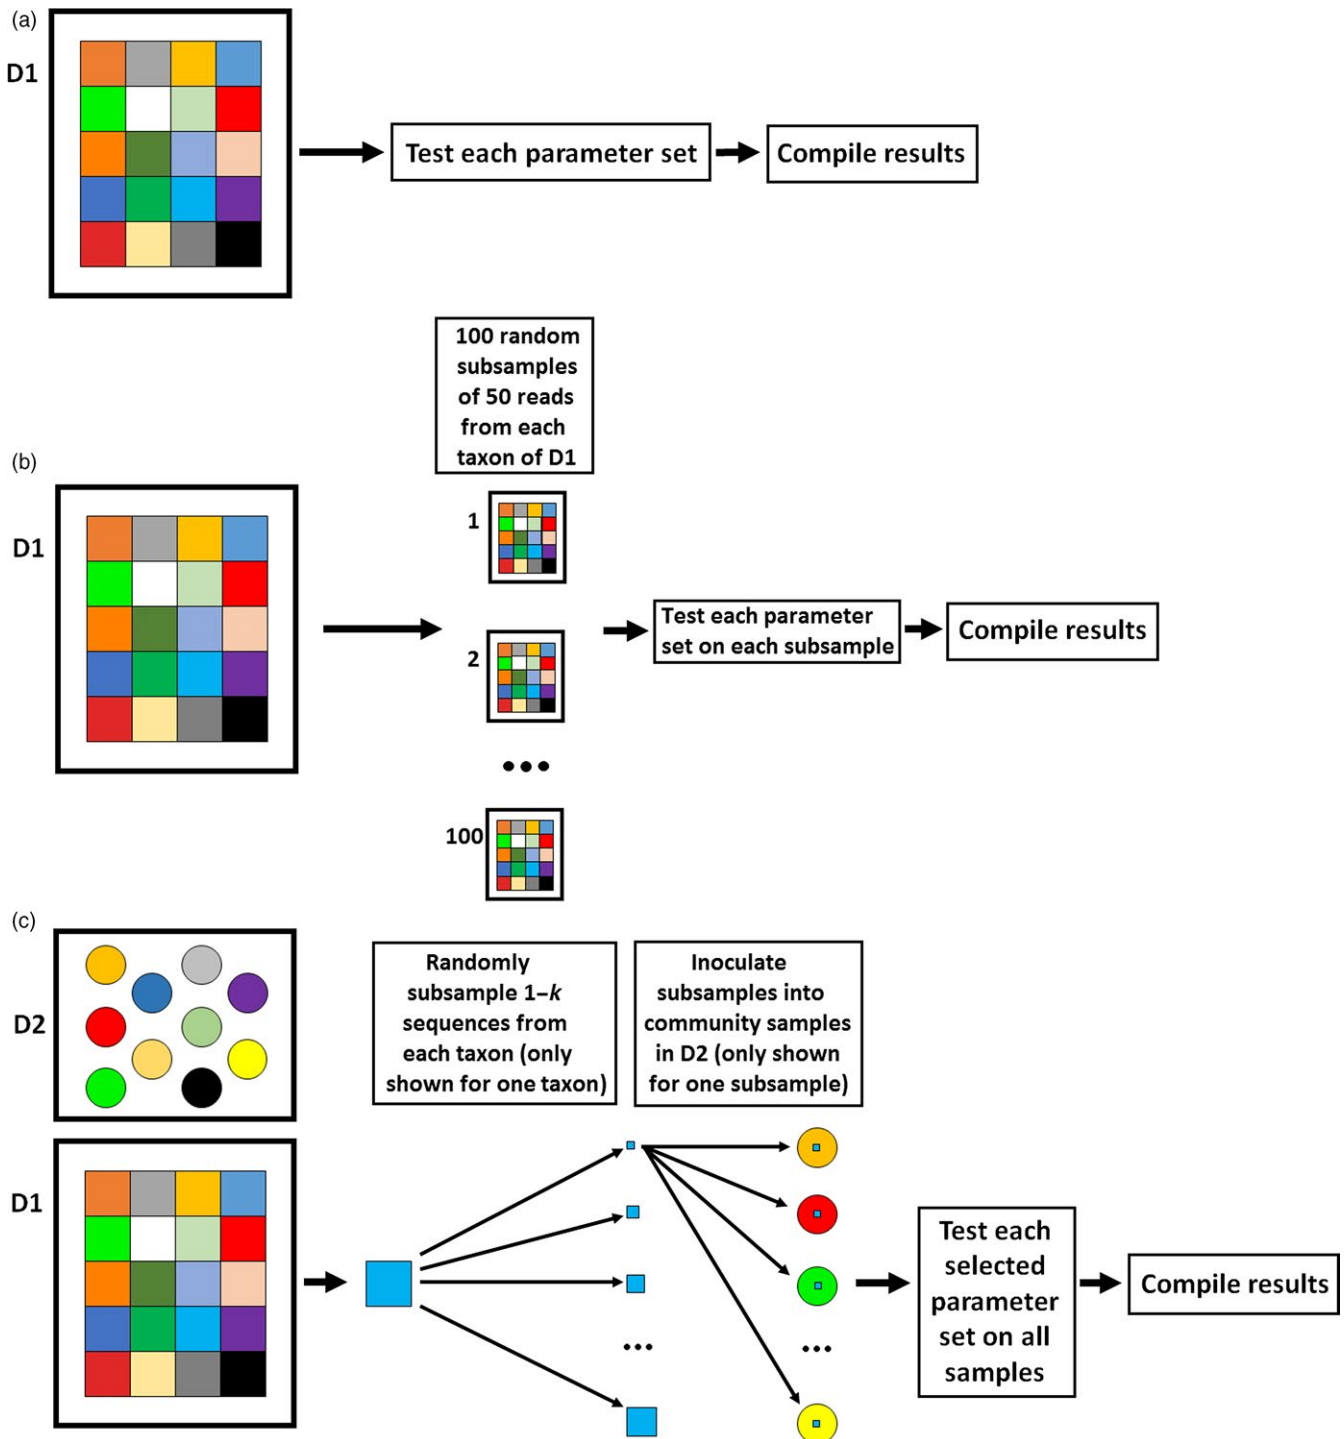 (a)
D1
Test each parameter set
Compile results
100 random
subsamples
of 50 reads
from each
taxon of D1
(b)
D1
1
2
...
100
Test each parameter
set on each subsample
Compile results
(c)
D2
D1
Randomly
subsample 1–k
sequences from
each taxon (only
shown for one taxon)
Inoculate
subsamples into
community samples
in D2 (only shown
for one subsample)
...
...
Test each
selected
parameter
set on all
samples
Compile results